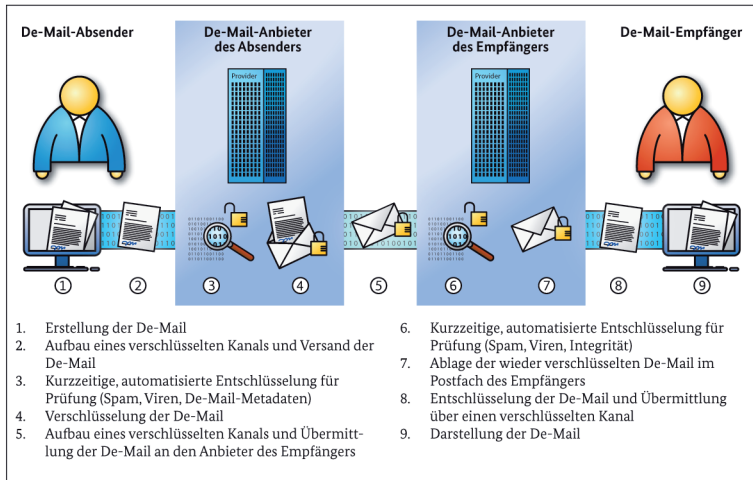 De-Mail-Absender
De-Mail-Anbieter
des Absenders
De-Mail-Anbieter
des Empfängers
De-Mail-Empfänger
Provider
Provider
1
2
3
4
5
6
7
8
9
1. Erstellung der De-Mail
2. Aufbau eines verschlüsselten Kanals und Versand der
De-Mail
3. Kurzzeitige, automatisierte Entschlüsselung für
Prüfung (Spam, Viren, De-Mail-Metadaten)
4. Verschlüsselung der De-Mail
5. Aufbau eines verschlüsselten Kanals und Übermitt-
lung der De-Mail an den Anbieter des Empfängers
6. Kurzzeitige, automatisierte Entschlüsselung für
Prüfung (Spam, Viren, Integrität)
7. Ablage der wieder verschlüsselten De-Mail im
Postfach des Empfängers
8. Entschlüsselung der De-Mail und Übermittlung
über einen verschlüsselten Kanal
9. Darstellung der De-Mail